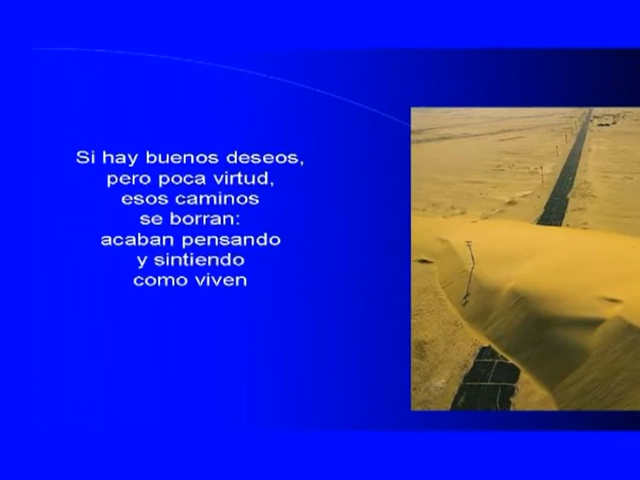 Si hay buenos deseos,
pero poca virtud,
esos caminos
se borran:
acaban pensando
y sintiendo
como viven